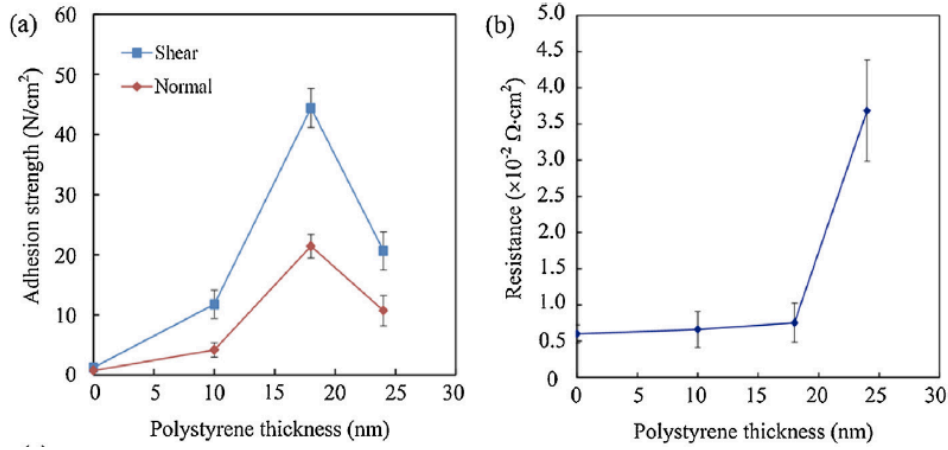 (a)
60
50
40
30
20
10
0
Adhesion strength (N/cm²)
Shear
Normal
0 5 10 15 20 25 30
Polystyrene thickness (nm)
(b)
5.0
4.5
4.0
3.5
3.0
2.5
2.0
1.5
1.0
0.5
0
Resistance (×10⁻² Ω·cm²)
0 5 10 15 20 25 30
Polystyrene thickness (nm)